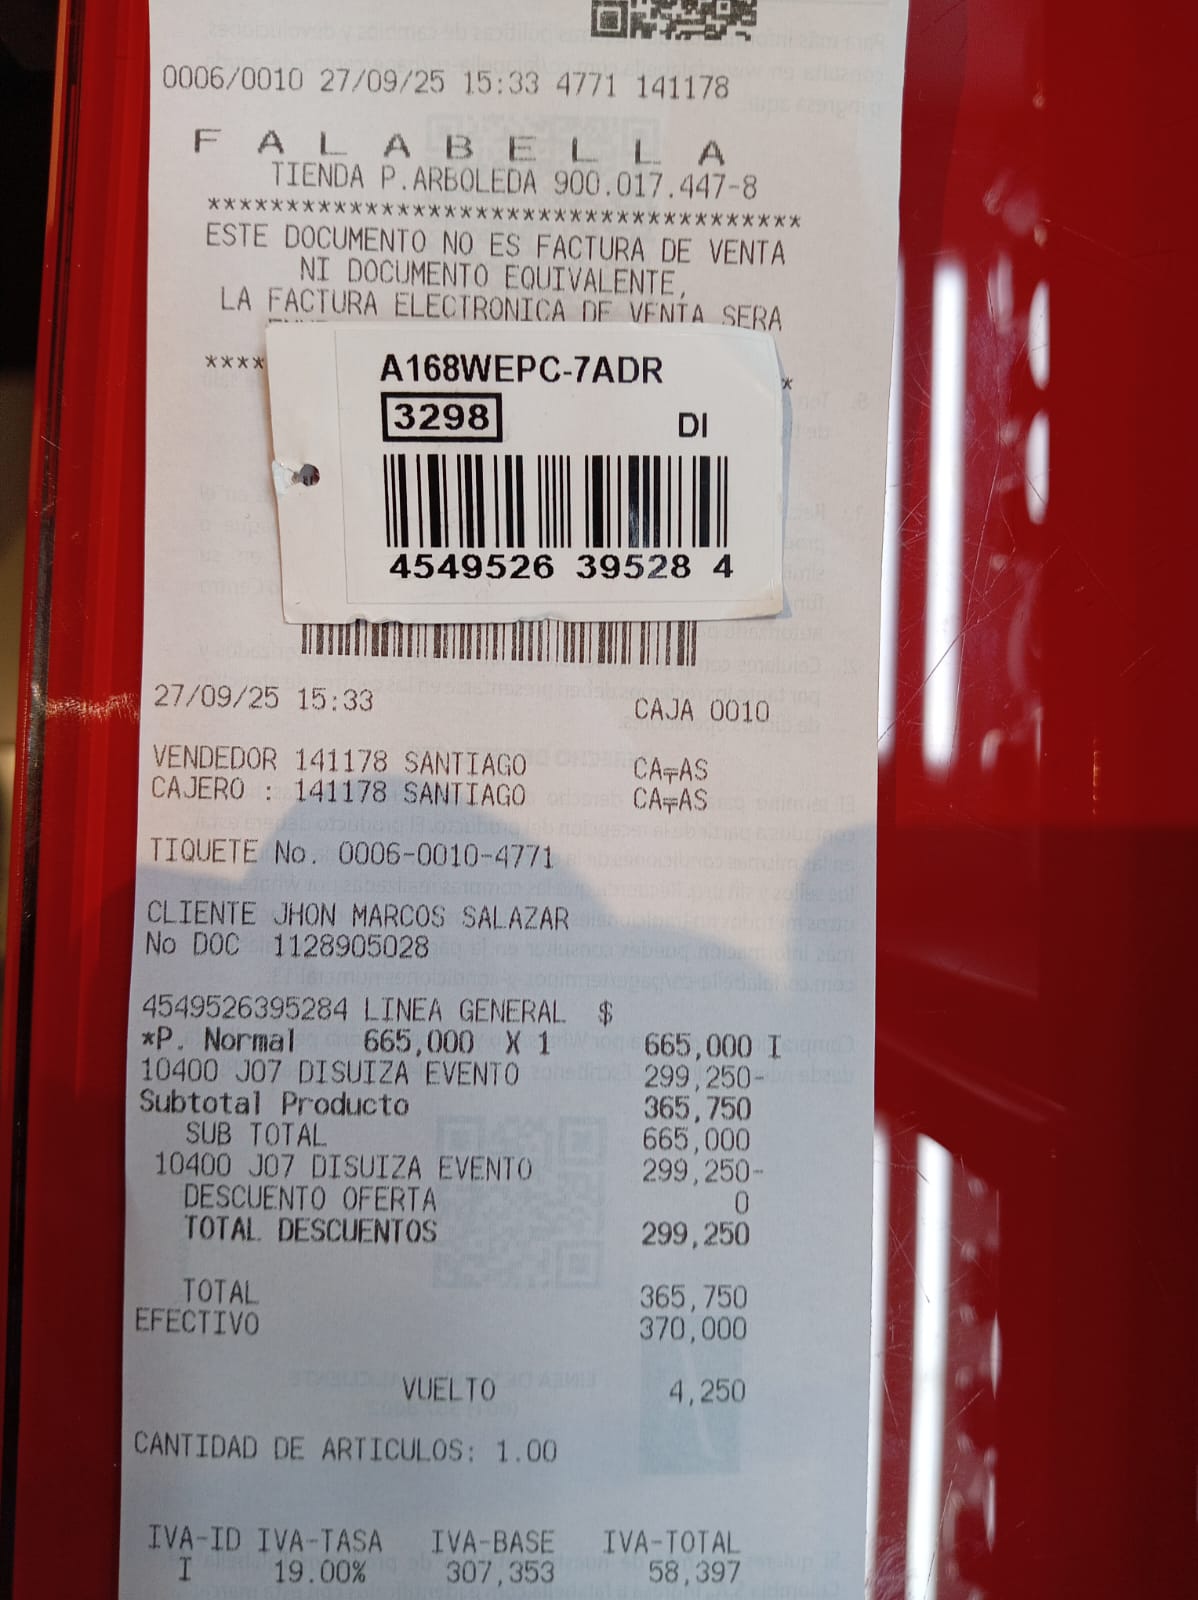 0006/0010 27/09/25 15:33 4771 141178
F A L A B E L L A
TIENDA P.ARBOLEDA 900.017.447-8
**************************************
ESTE DOCUMENTO NO ES FACTURA DE VENTA
NI DOCUMENTO EQUIVALENTE,
LA FACTURA ELECTRONICA DE VENTA SERA
****
*
A168WEPC-7ADR
3298
DI
4549526 39528 4
27/09/25 15:33 CAJA 0010
VENDEDOR 141178 SANTIAGO CA╤AS
CAJERO : 141178 SANTIAGO CA╤AS
TIQUETE No. 0006-0010-4771
CLIENTE JHON MARCOS SALAZAR
No DOC 1128905028
4549526395284 LINEA GENERAL $
*P. Normal 665,000 X 1 665,000 I
10400 J07 DISUIZA EVENTO 299,250-
Subtotal Producto 365,750
SUB TOTAL 665,000
10400 J07 DISUIZA EVENTO 299,250-
DESCUENTO OFERTA 0
TOTAL DESCUENTOS 299,250
TOTAL 365,750
EFECTIVO 370,000
VUELTO 4,250
CANTIDAD DE ARTICULOS: 1.00
IVA-ID IVA-TASA IVA-BASE IVA-TOTAL
I 19.00% 307,353 58,397